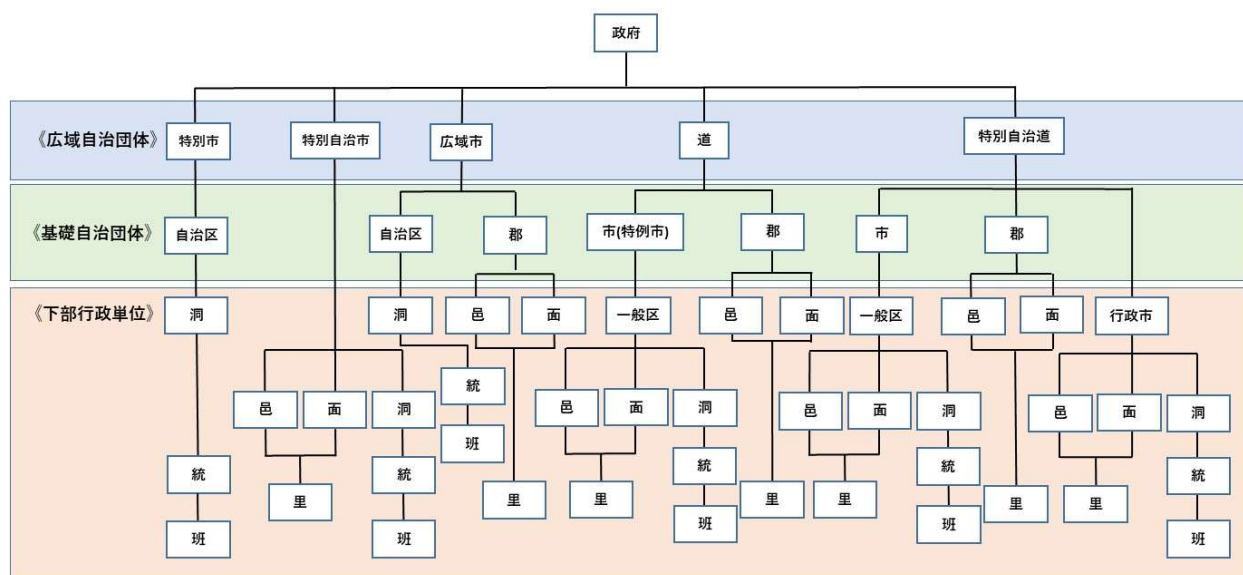 政府
《広域自治団体》
特別市
特別自治市
広域市
道
特別自治道
《基礎自治団体》
自治区
自治区
郡
市(特例市)
郡
市
郡
《下部行政単位》
洞
洞
邑
面
一般区
邑
面
一般区
邑
面
行政市
邑
面
洞
統
邑
面
洞
邑
面
洞
邑
面
洞
班
統
統
統
統
統
里
里
里
里
里
里
里
班
班
班
班
班